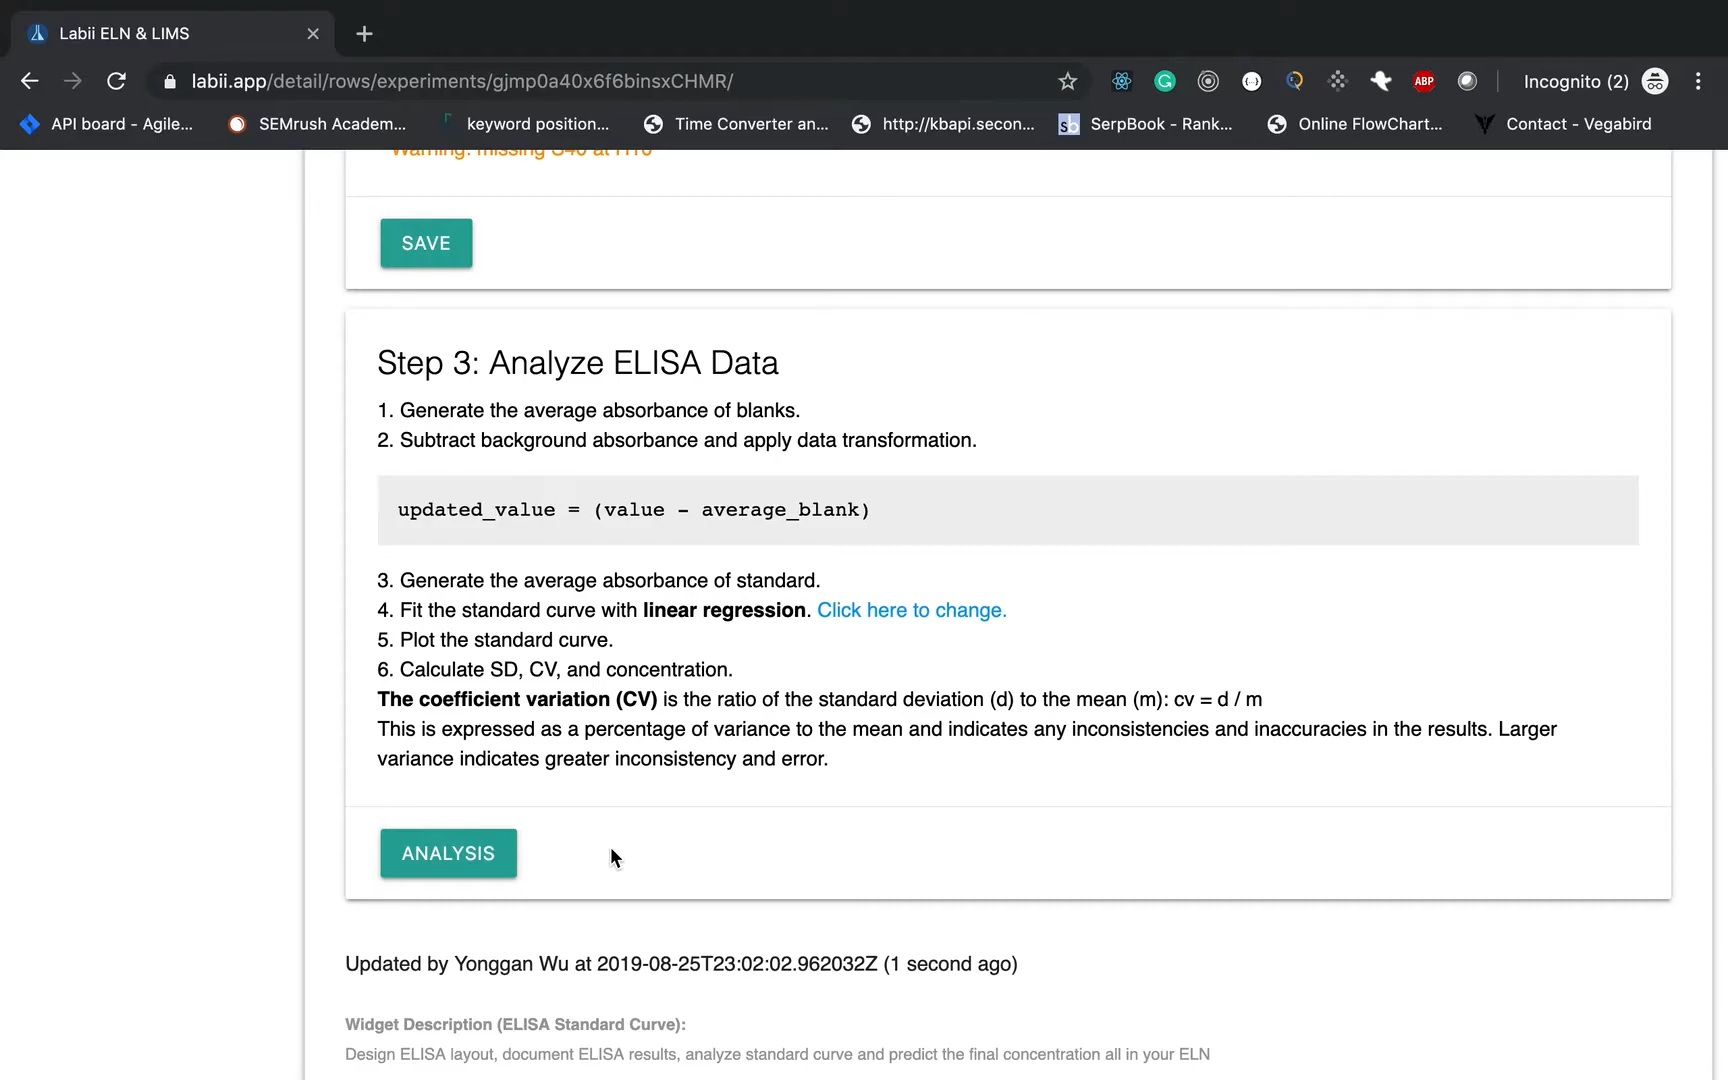 Labii ELN & LIMS
labii.app/detail/rows/experiments/gjmp0a40x6f6binsxCHMR/
ABP
Incognito (2)
API board - Agile...
SEMrush Academ...
keyword position...
Time Converter an...
http://kbapi.secon...
sb
SerpBook - Rank...
Online FlowChart...
Contact - Vegabird
Warning: missing S40 at H10
SAVE
Step 3: Analyze ELISA Data
1. Generate the average absorbance of blanks.
2. Subtract background absorbance and apply data transformation.
updated_value = (value - average_blank)
3. Generate the average absorbance of standard.
4. Fit the standard curve with linear regression. Click here to change.
5. Plot the standard curve.
6. Calculate SD, CV, and concentration.
The coefficient variation (CV) is the ratio of the standard deviation (d) to the mean (m): cv = d / m
This is expressed as a percentage of variance to the mean and indicates any inconsistencies and inaccuracies in the results. Larger
variance indicates greater inconsistency and error.
ANALYSIS
Updated by Yonggan Wu at 2019-08-25T23:02:02.962032Z (1 second ago)
Widget Description (ELISA Standard Curve):
Design ELISA layout, document ELISA results, analyze standard curve and predict the final concentration all in your ELN